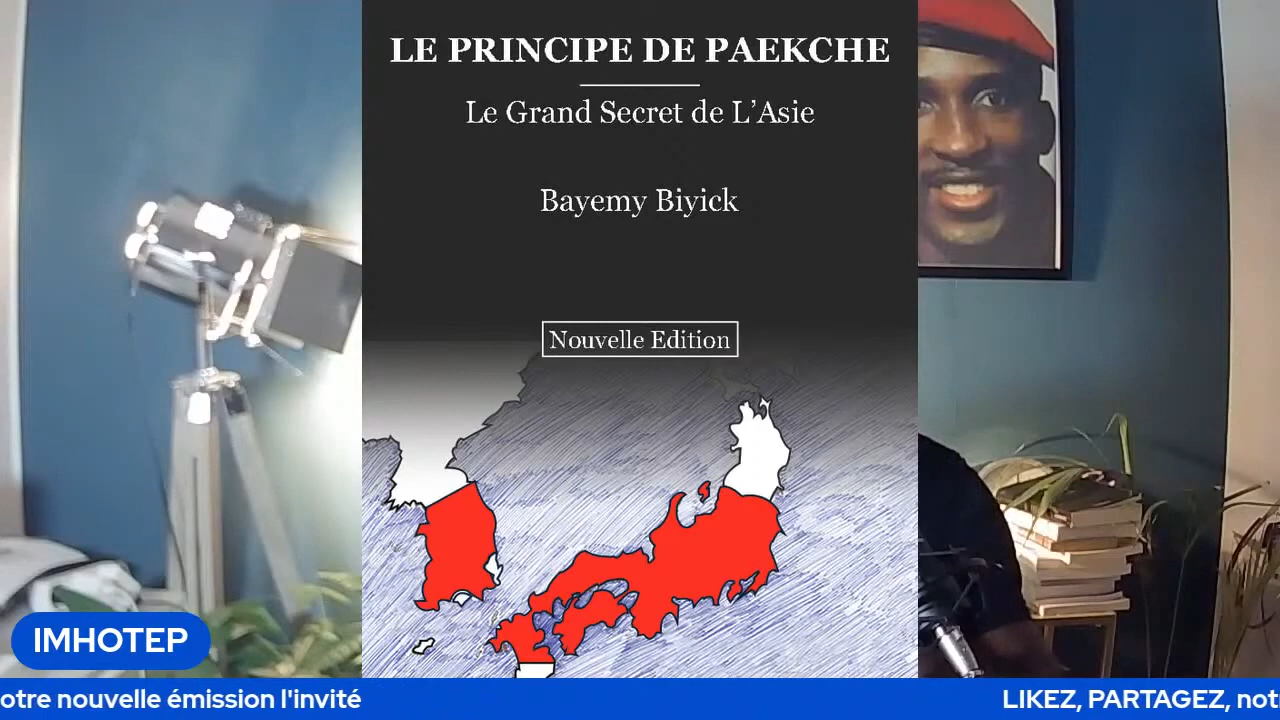 LE PRINCIPE DE PAEKCHE
Le Grand Secret de L’Asie
Bayemy Biyick
Nouvelle Edition
IMHOTEP
otre nouvelle émission l'invité
LIKEZ, PARTAGEZ, not